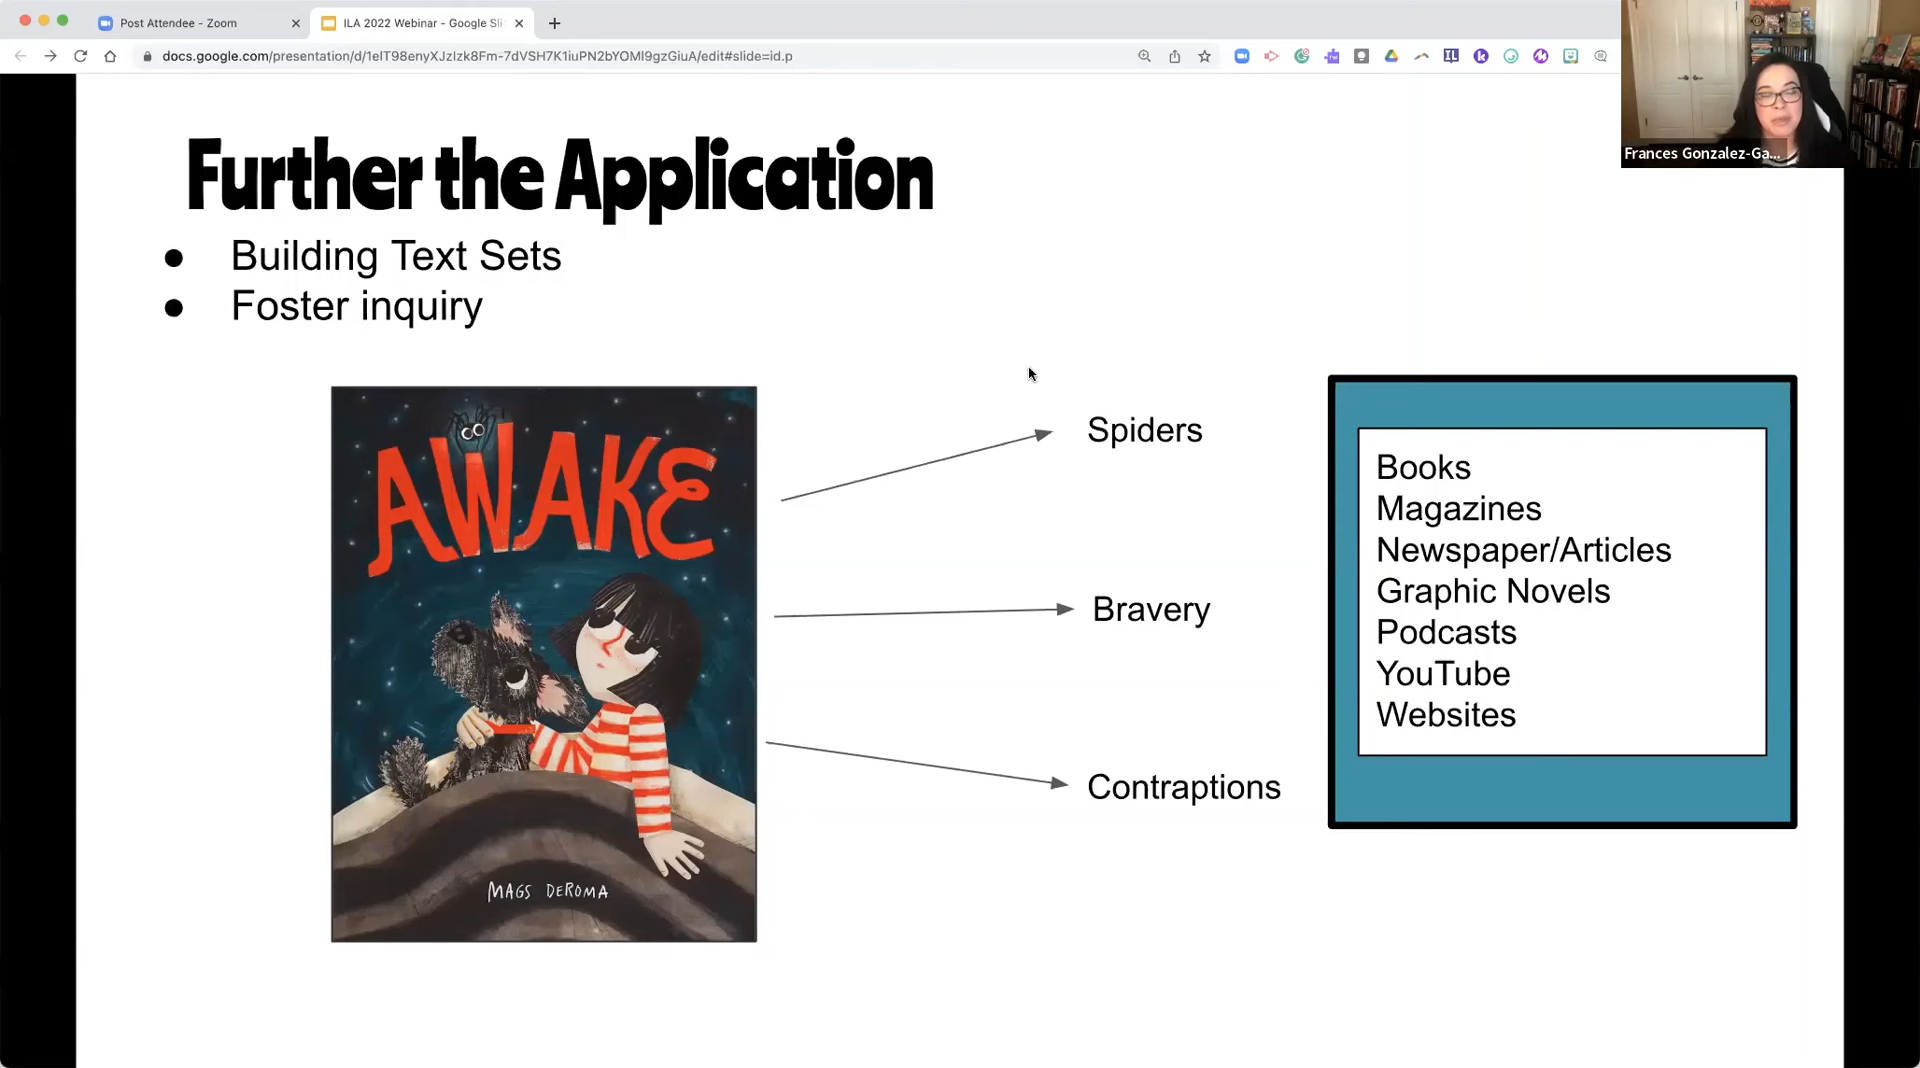 Post Attendee - Zoom
ILA 2022 Webinar - Google Sli
docs.google.com/presentation/d/1elT98enyXJzIzk8Fm-7dVSH7K1iuPN2bYOMl9gzGiuA/edit#slide=id.p
Frances Gonzalez-Ga...
Further the Application
● Building Text Sets
● Foster inquiry
AWAKE
MAGS DEROMA
Spiders
Bravery
Contraptions
Books
Magazines
Newspaper/Articles
Graphic Novels
Podcasts
YouTube
Websites